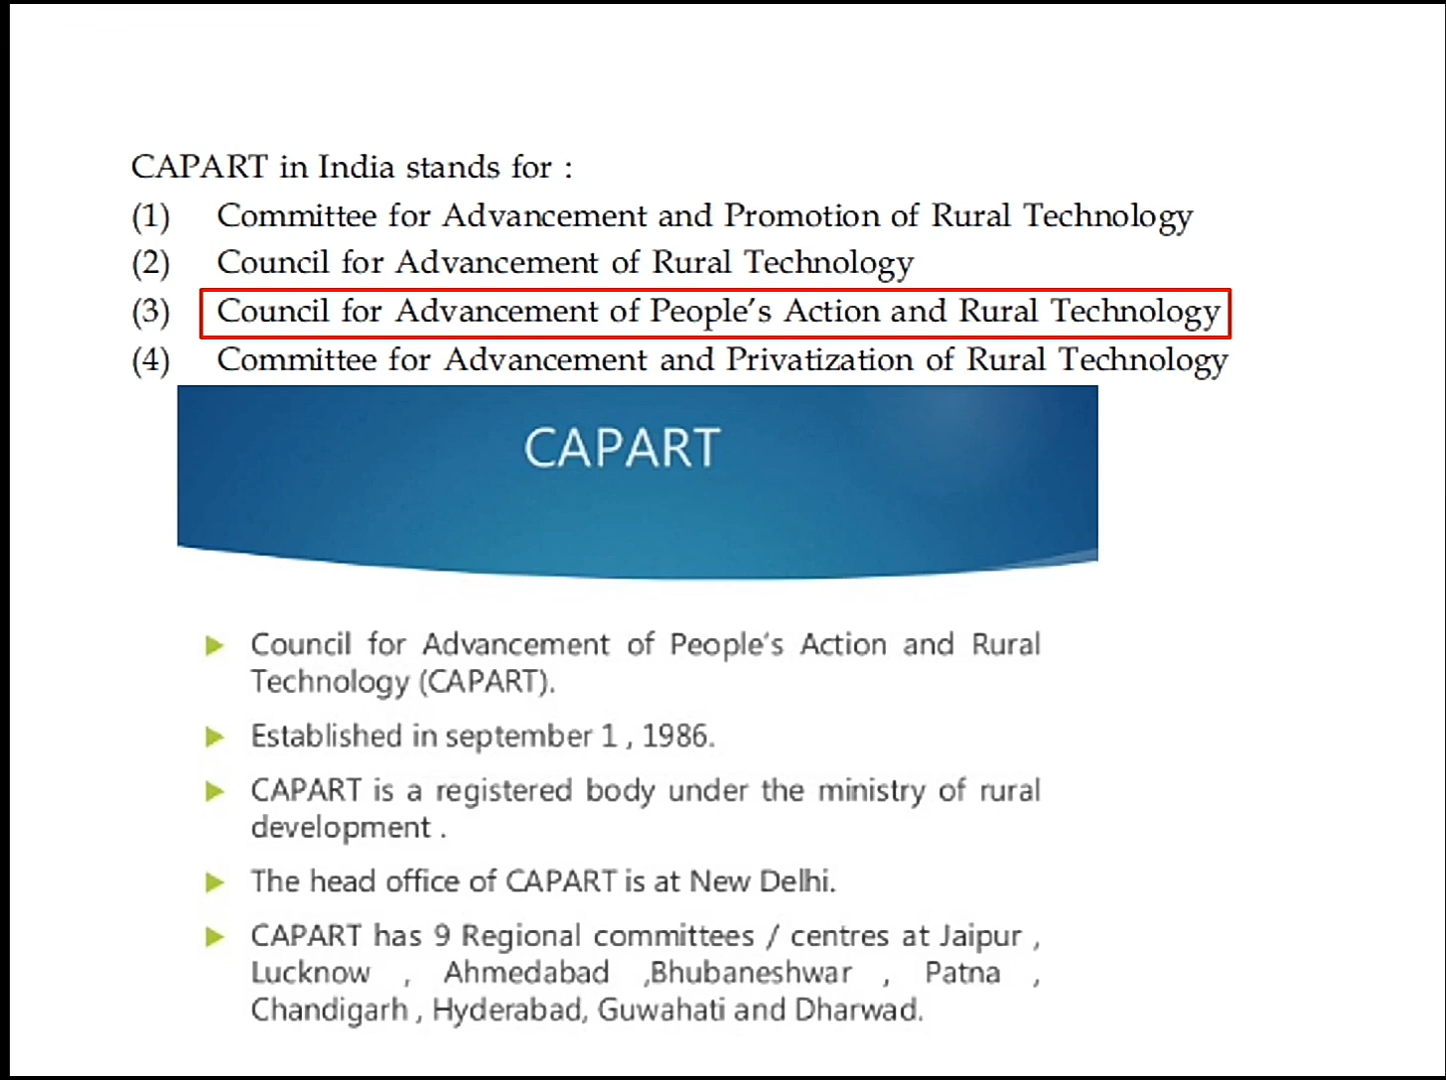 CAPART in India stands for :
(1) Committee for Advancement and Promotion of Rural Technology
(2) Council for Advancement of Rural Technology
(3) Council for Advancement of People’s Action and Rural Technology
(4) Committee for Advancement and Privatization of Rural Technology
CAPART
Council for Advancement of People's Action and Rural
Technology (CAPART).
Established in september 1 , 1986.
CAPART is a registered body under the ministry of rural
development .
The head office of CAPART is at New Delhi.
CAPART has 9 Regional committees / centres at Jaipur ,
Lucknow , Ahmedabad ,Bhubaneshwar , Patna ,
Chandigarh , Hyderabad, Guwahati and Dharwad.